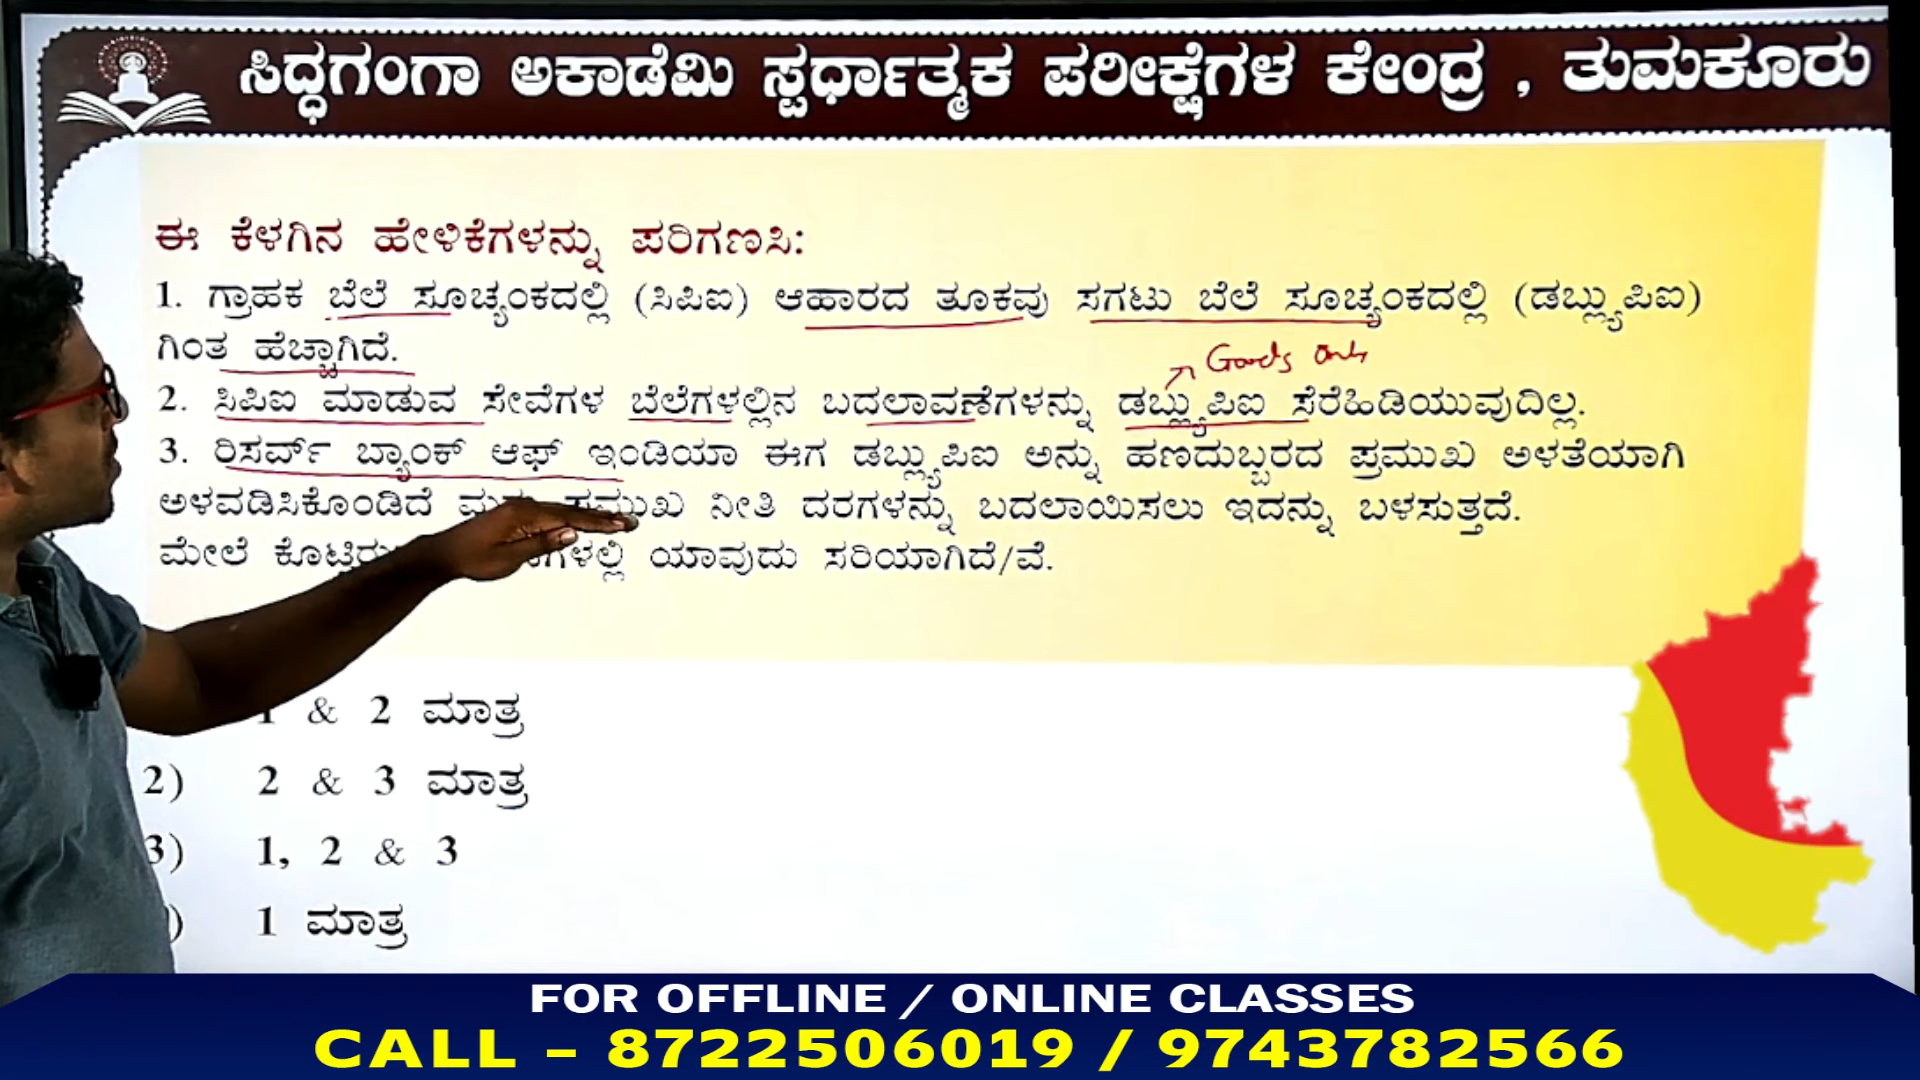 ಸಿದ್ಧಗಂಗಾ ಅಕಾಡೆಮಿ ಸ್ಪರ್ಧಾತ್ಮಕ ಪರೀಕ್ಷೆಗಳ ಕೇಂದ್ರ , ತುಮಕೂರು
ಈ ಕೆಳಗಿನ ಹೇಳಿಕೆಗಳನ್ನು ಪರಿಗಣಸಿ:
1. ಗ್ರಾಹಕ ಬೆಲೆ ಸೂಚ್ಯಂಕದಲ್ಲಿ (ಸಿಪಿಐ) ಆಹಾರದ ತೂಕವು ಸಗಟು ಬೆಲೆ ಸೂಚ್ಯಂಕದಲ್ಲಿ (ಡಬ್ಲ್ಯುಪಿಐ)
ಗಿಂತ ಹೆಚ್ಚಾಗಿದೆ.
Goods only
2. ಸಿಪಿಐ ಮಾಡುವ ಸೇವೆಗಳ ಬೆಲೆಗಳಲ್ಲಿನ ಬದಲಾವಣೆಗಳನ್ನು ಡಬ್ಲ್ಯುಪಿಐ ಸೆರೆಹಿಡಿಯುವುದಿಲ್ಲ.
3. ರಿಸರ್ವ್ ಬ್ಯಾಂಕ್ ಆಫ್ ಇಂಡಿಯಾ ಈಗ ಡಬ್ಲ್ಯುಪಿಐ ಅನ್ನು ಹಣದುಬ್ಬರದ ಪ್ರಮುಖ ಅಳತೆಯಾಗಿ
ಅಳವಡಿಸಿಕೊಂಡಿದೆ ನೀತಿ ದರಗಳನ್ನು ಬದಲಾಯಿಸಲು ಇದನ್ನು ಬಳಸುತ್ತದೆ.
ಮೇಲೆ ಯಾವುದು ಸರಿಯಾಗಿದೆ/ವೆ.
1 & 2 ಮಾತ್ರ
2) 2 & 3 ಮಾತ್ರ
3) 1, 2 & 3
) 1 ಮಾತ್ರ
FOR OFFLINE / ONLINE CLASSES
CALL – 8722506019 / 9743782566